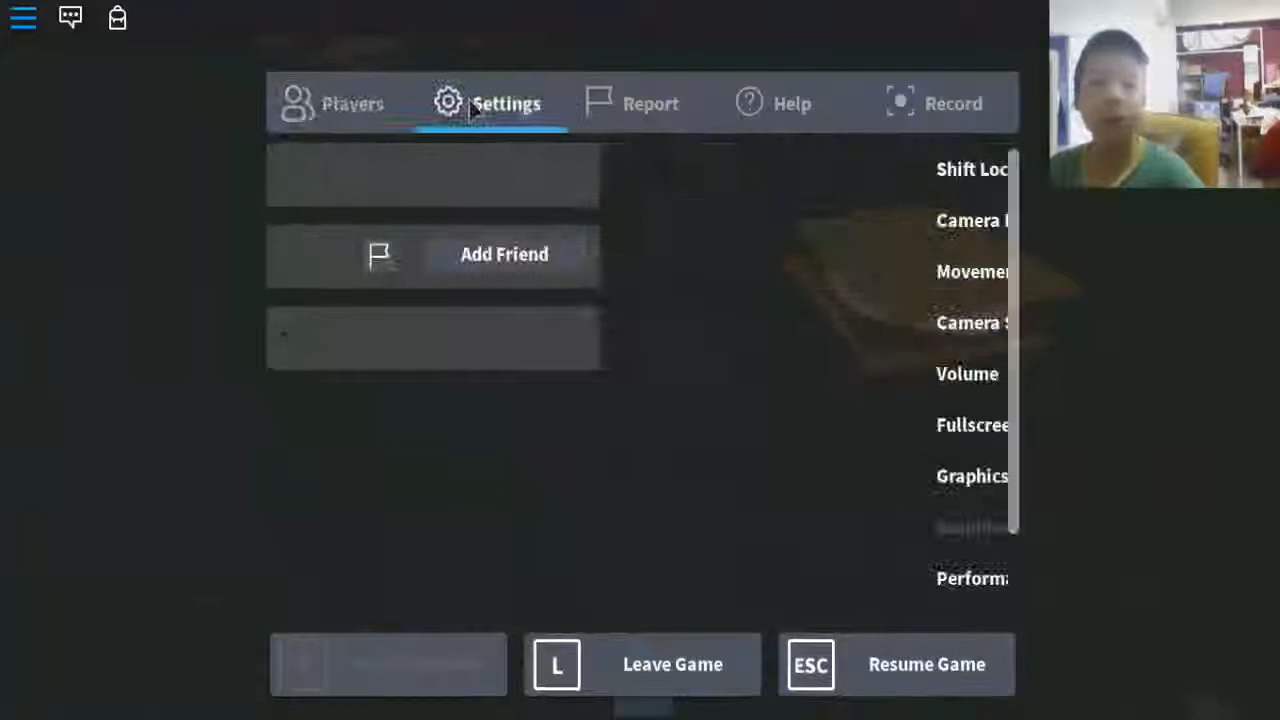 Players
Settings
Report
Help
Record
Shift Loc
Camera
Add Friend
Movemen
Camera S
Volume
Fullscree
Graphics
Performa
L
Leave Game
ESC
Resume Game